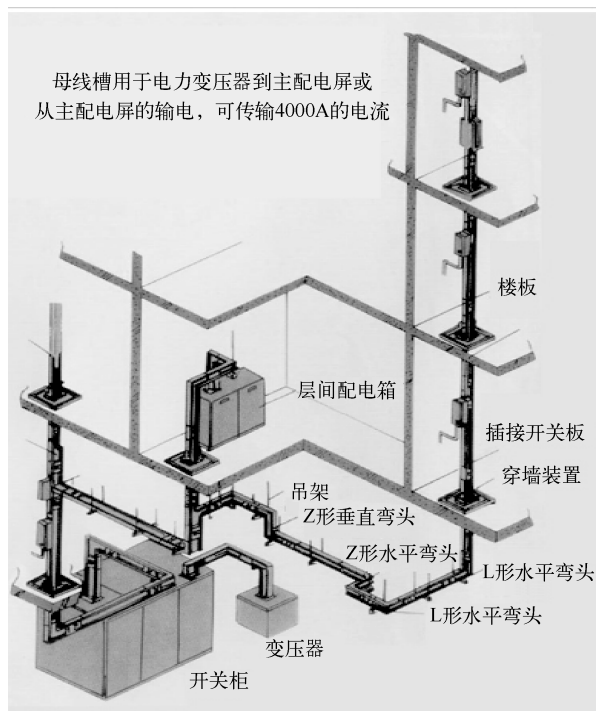 母线槽用于电力变压器到主配电屏或
从主配电屏的输电，可传输4000A的电流
楼板
层间配电箱
插接开关板
穿墙装置
吊架
Z形垂直弯头
Z形水平弯头
L形水平弯头
L形水平弯头
变压器
开关柜